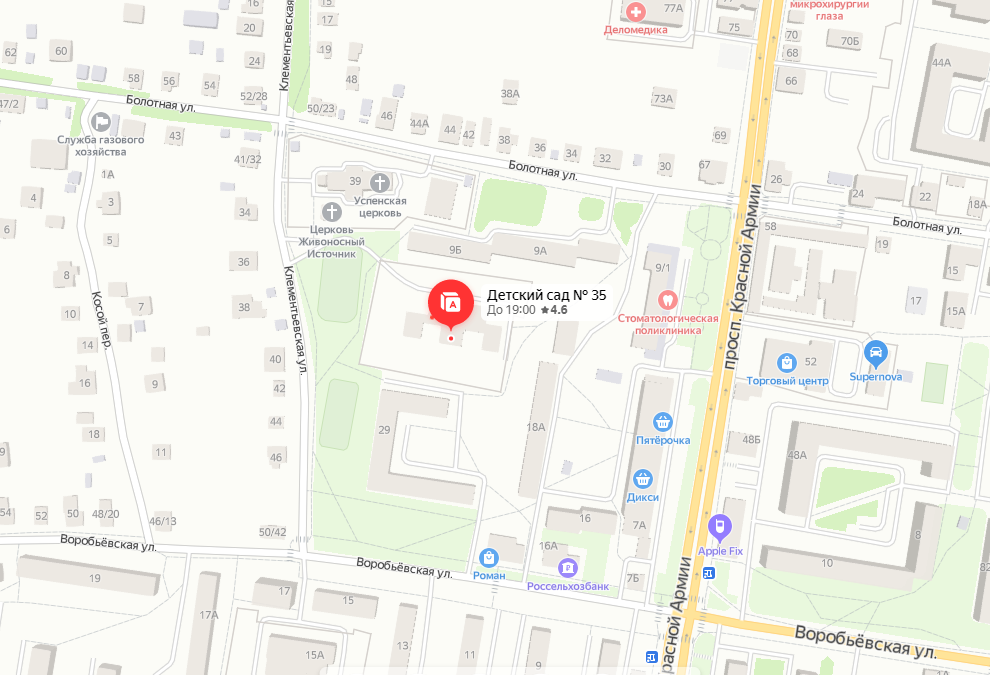 15
17
77А
Деломедика
микрохирургии
глаза
16
20
19
75
70
70Б
62
60
24
68
44А
Клементьевская
58
56
54
48
66
47/2
52/28
38А
73А
Болотная ул.
50/23
46
44А
44
42
38
36
34
32
30
67
69
Служба газового
хозяйства
43
41/32
Болотная ул.
26
24
22
18А
1А
39
Успенская
церковь
4
3
34
Церковь
Живоносный
Источник
6
5
58
Болотная ул.
19
9Б
9А
36
9/1
15
8
Косой пер.
7
38
Клементьевская ул.
10
Детский сад № 35
До 19:00 ★4.6
Стоматологическая
поликлиника
просп. Красной Армии
17
15А
14
40
52
Торговый центр
Supernova
16
9
42
18
44
29
18А
Пятёрочка
48Б
48А
9
11
46
Дикси
54
52
50
48/20
46/13
50/42
16
7А
8
Воробьёвская ул.
16А
Apple Fix
Роман
Россельхозбанк
10
82
Воробьёвская ул.
7Б
19
17А
17
15
13
11
9
15А
расной Армии
Воробьёвская ул.